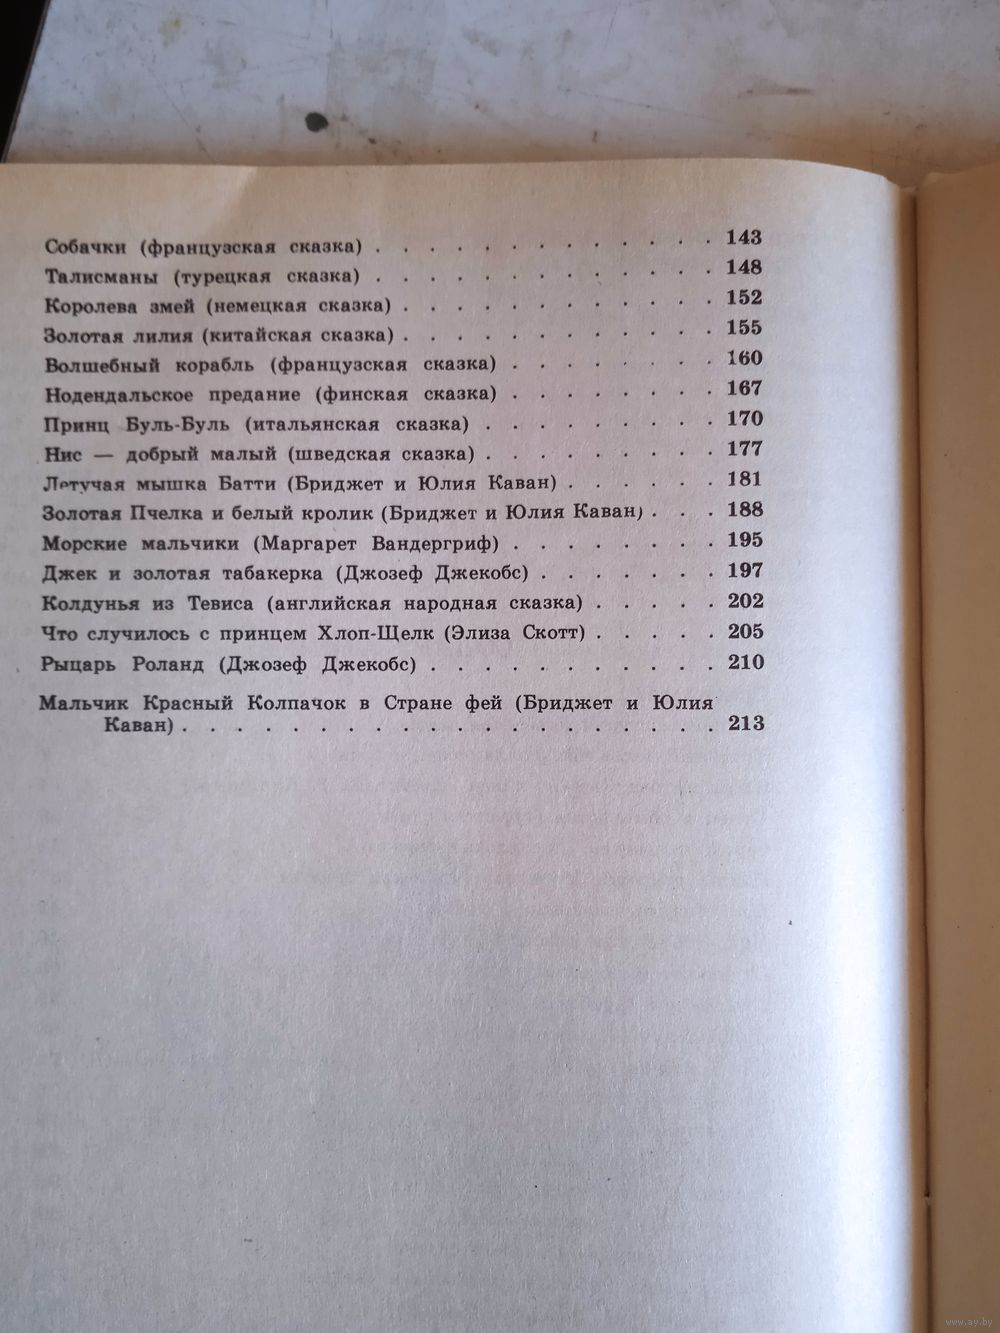 Собачки (французская сказка) . . . . . . . . . . . . . 143
Талисманы (турецкая сказка) . . . . . . . . . . . . . 148
Королева змей (немецкая сказка) . . . . . . . . . . . . 152
Золотая лилия (китайская сказка) . . . . . . . . . . . . 155
Волшебный корабль (французская сказка) . . . . . . . . 160
Нодендальское предание (финская сказка) . . . . . . . . 167
Принц Буль-Буль (итальянская сказка) . . . . . . . . . 170
Нис — добрый малый (шведская сказка) . . . . . . . . . 177
Летучая мышка Батти (Бриджет и Юлия Каван) . . . . . . 181
Золотая Пчелка и белый кролик (Бриджет и Юлия Каван) . . . 188
Морские мальчики (Маргарет Вандергриф) . . . . . . . . 195
Джек и золотая табакерка (Джозеф Джекобс) . . . . . . . 197
Колдунья из Тевиса (английская народная сказка) . . . . . 202
Что случилось с принцем Хлоп-Щелк (Элиза Скотт) . . . . . 205
Рыцарь Роланд (Джозеф Джекобс) . . . . . . . . . . . 210
Мальчик Красный Колпачок в Стране фей (Бриджет и Юлия
Каван) . . . . . . . . . . . . . . . . . . . . 213
www.ay.by